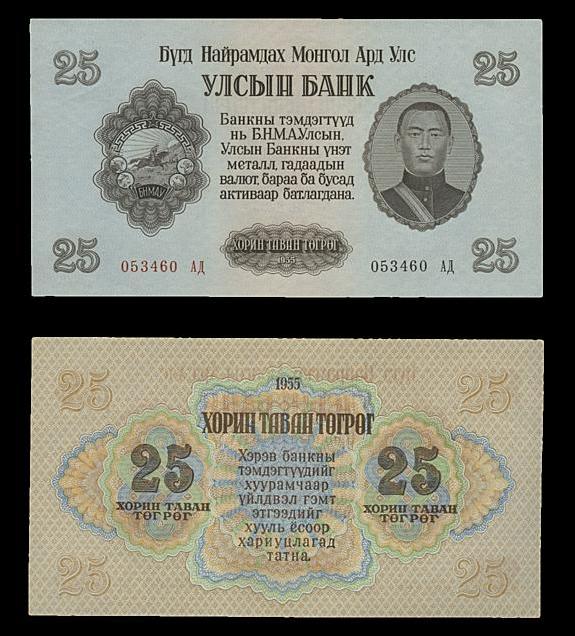 25
Бүгд Найрамдах Монгол Ард Улс
25
УЛСЫН БАНК
Банкны тэмдэгтүүд
нь Б.Н.М.А.Улсын,
Улсын Банкны үнэт
металл, гадаадын
валют, бараа ба бусад
активаар батлагдана.
БНМАУ
ХОРИН ТАВАН ТӨГРӨГ
1955
25
053460 АД
053460 АД
25
25
1955
25
ХОРИН ТАВАН ТӨГРӨГ
25
ХОРИН ТАВАН
ТӨГРӨГ
Хэрэв банкны
тэмдэгтүүдийг
хуурамчаар
үйлдвэл гэмт
этгээдийг
хууль ёсоор
хариуцлагад
татна.
25
ХОРИН ТАВАН
ТӨГРӨГ
25
25